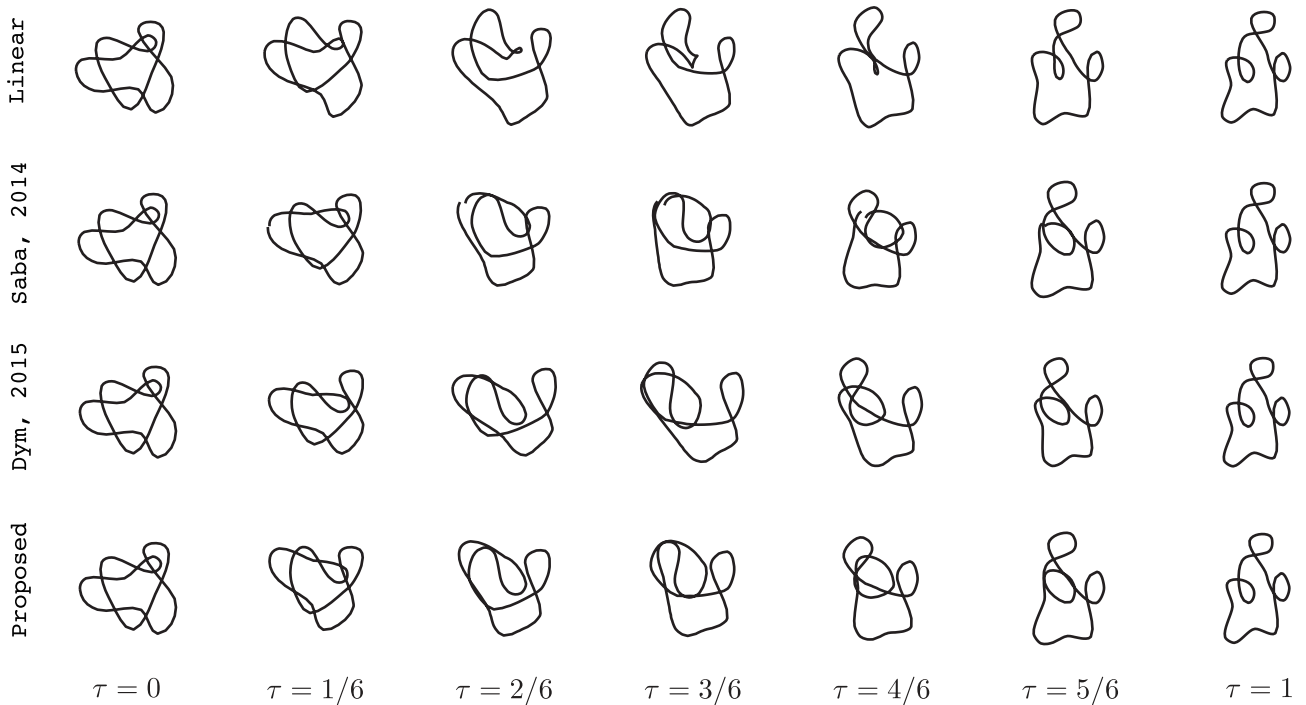 Linear
Saba, 2014
Dym, 2015
Proposed
τ = 0 τ = 1/6 τ = 2/6 τ = 3/6 τ = 4/6 τ = 5/6 τ = 1